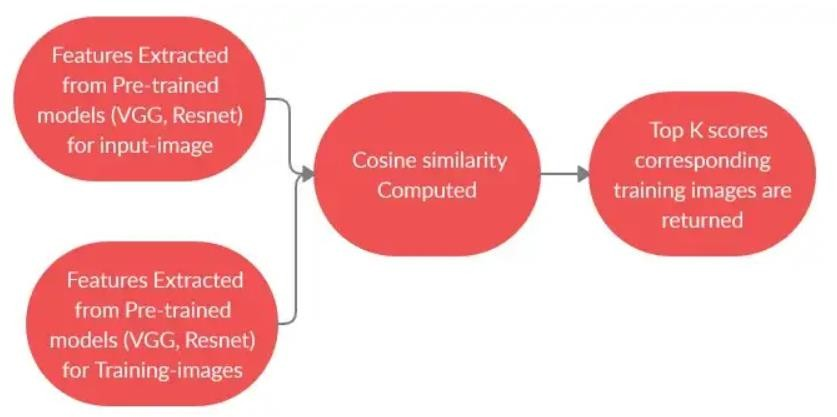 Features Extracted
from Pre-trained
models (VGG, Resnet)
for input-image
Features Extracted
from Pre-trained
models (VGG, Resnet)
for Training-images
Cosine similarity
Computed
Top K scores
corresponding
training images are
returned